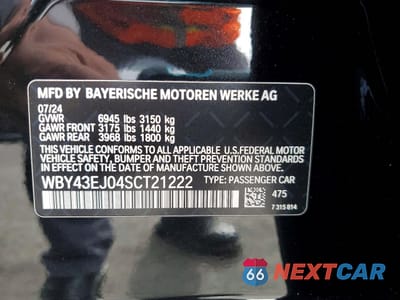 MFD BY BAYERISCHE MOTOREN WERKE AG
07/24
GVWR 6945 lbs 3150 kg
GAWR FRONT 3175 lbs 1440 kg
GAWR REAR 3968 lbs 1800 kg
THIS VEHICLE CONFORMS TO ALL
APPLICABLE U.S.FEDERAL MOTOR
VEHICLE SAFETY, BUMPER, AND
THEFT PREVENTION STANDARDS
IN EFFECT ON THE DATE OF
MANUFACTURE SHOWN ABOVE.
WBY43EJ04SCT21222 TYPE: PASSENGER CAR
475
7 315 814
66 NEXTCAR